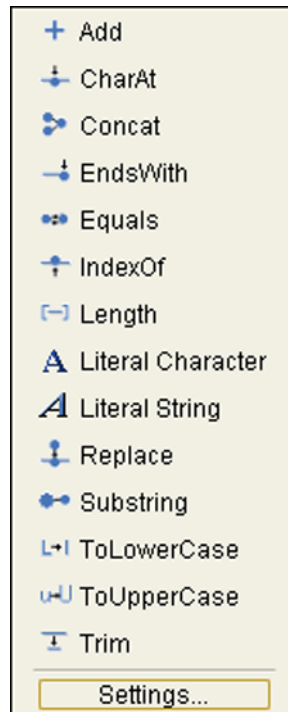 Add
CharAt
Concat
EndsWith
Equals
IndexOf
Length
Literal Character
Literal String
Replace
Substring
ToLowerCase
ToUpperCase
Trim
Settings...